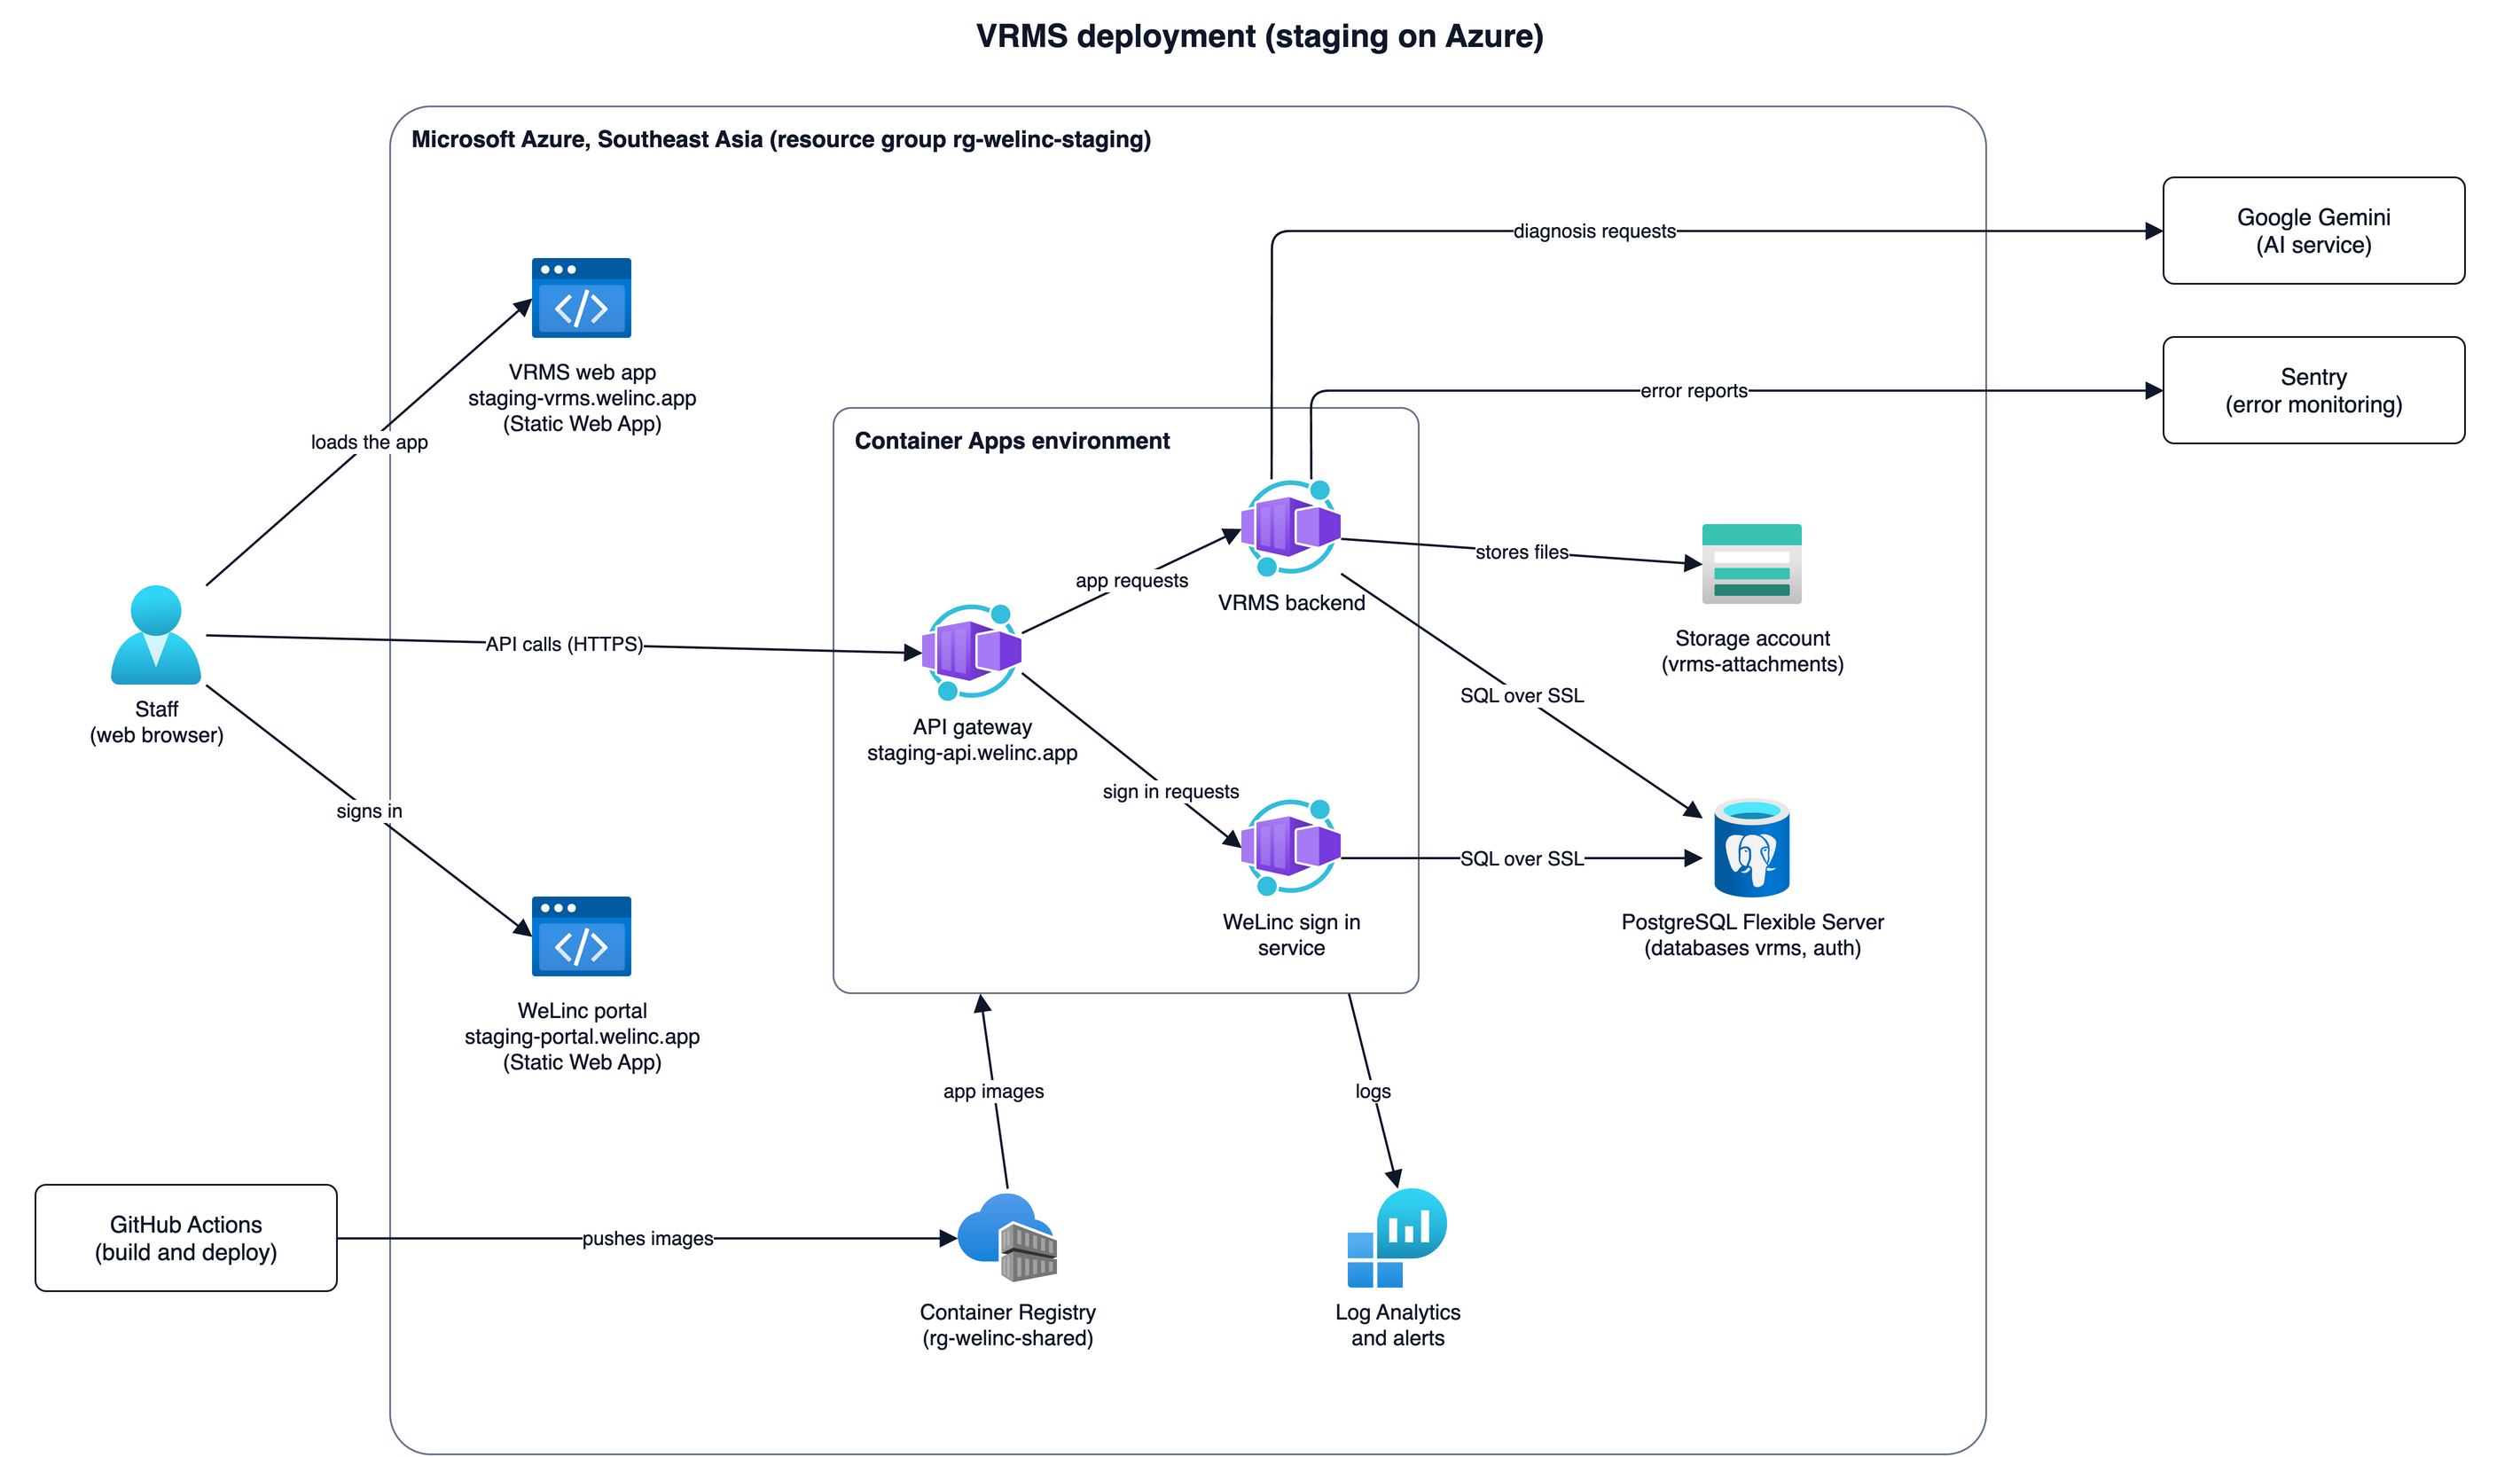 VRMS deployment (staging on Azure)
Microsoft Azure, Southeast Asia (resource group rg-welinc-staging)
diagnosis requests
Google Gemini
(AI service)
error reports
Sentry
(error monitoring)
VRMS web app
staging-vrms.welinc.app
(Static Web App)
loads the app
Container Apps environment
stores files
app requests
VRMS backend
Storage account
(vrms-attachments)
API calls (HTTPS)
Staff
(web browser)
API gateway
staging-api.welinc.app
SQL over SSL
sign in requests
signs in
SQL over SSL
WeLinc sign in
service
PostgreSQL Flexible Server
(databases vrms, auth)
WeLinc portal
staging-portal.welinc.app
(Static Web App)
app images
logs
GitHub Actions
(build and deploy)
pushes images
Container Registry
(rg-welinc-shared)
Log Analytics
and alerts